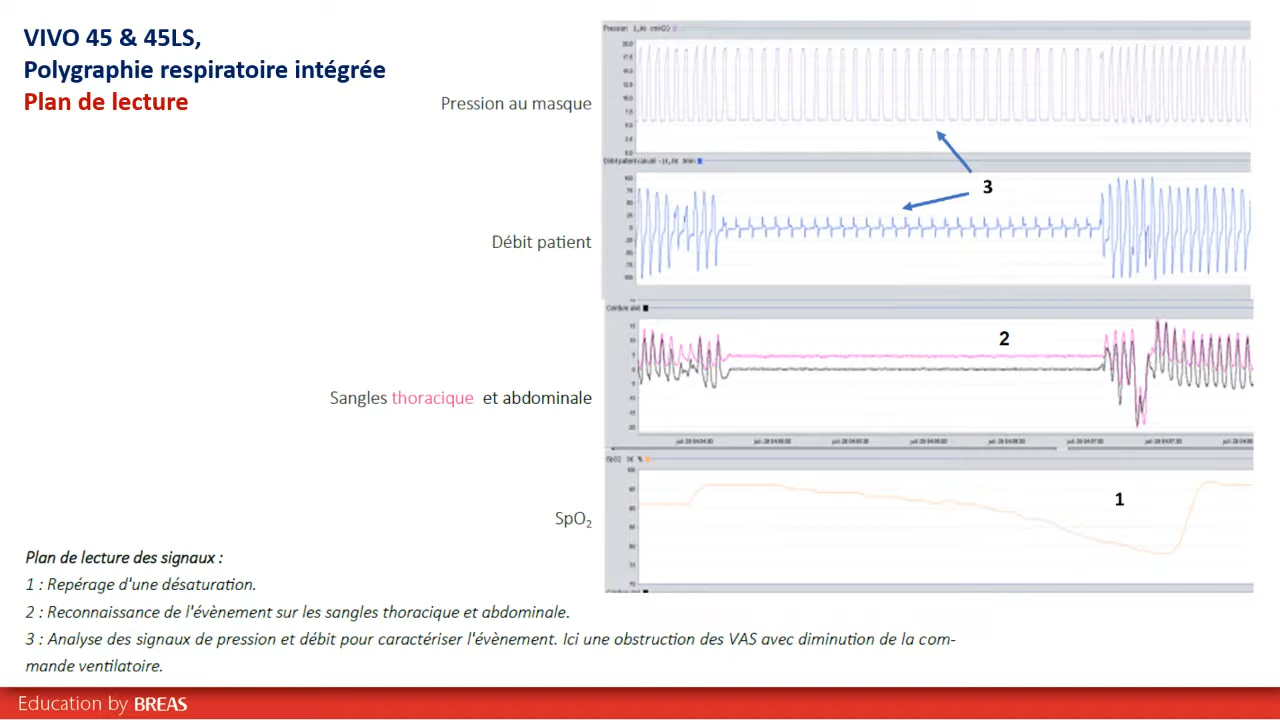 VIVO 45 & 45LS,
Polygraphie respiratoire intégrée
Plan de lecture
Pression au masque
Débit patient
Sangles thoracique et abdominale
SpO2
3
2
1
Plan de lecture des signaux :
1 : Repérage d'une désaturation.
2 : Reconnaissance de l'évènement sur les sangles thoracique et abdominale.
3 : Analyse des signaux de pression et débit pour caractériser l'évènement. Ici une obstruction des VAS avec diminution de la com-
mande ventilatoire.
Education by BREAS